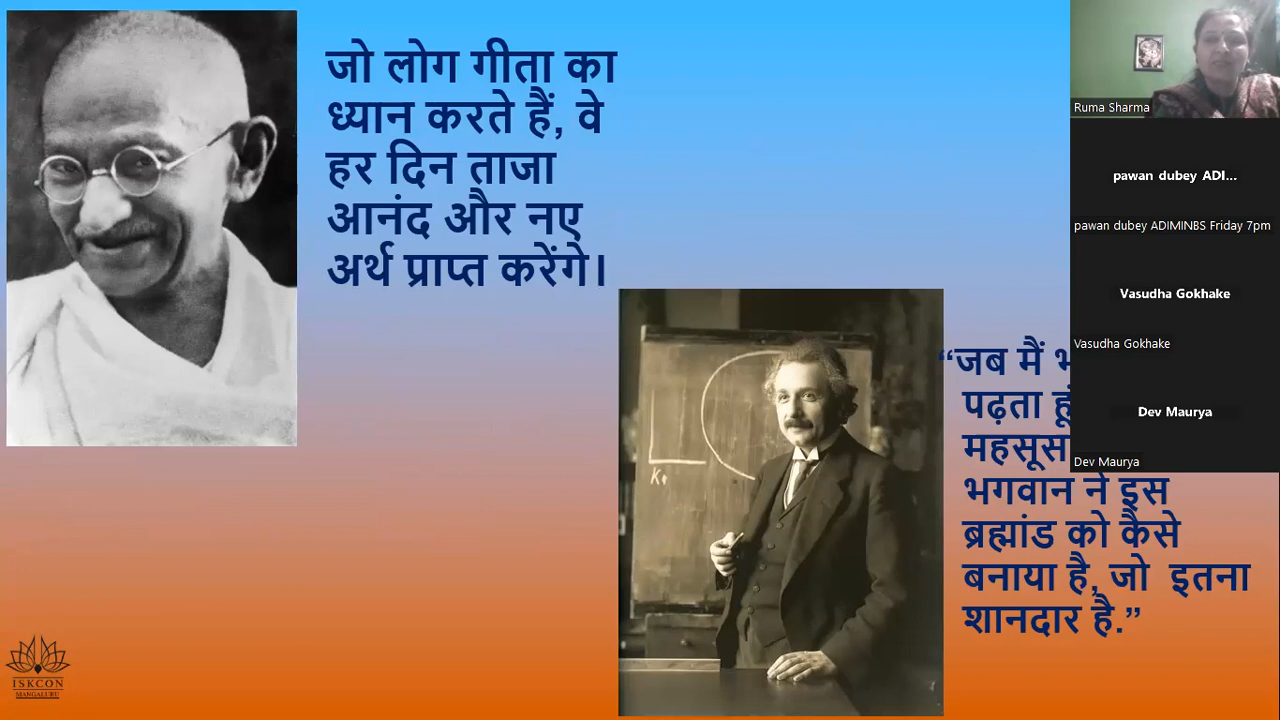 जो लोग गीता का
ध्यान करते हैं, वे
हर दिन ताजा
आनंद और नए
अर्थ प्राप्त करेंगे।
“जब मैं
पढ़ता
महसूस
भगवान ने इस
ब्रह्मांड को कैसे
बनाया है, जो इतना
शानदार है.”
K
ISKCON
MANGALURU
Ruma Sharma
pawan dubey ADI...
pawan dubey ADIMINBS Friday 7pm
Vasudha Gokhake
Vasudha Gokhake
Dev Maurya
Dev Maurya